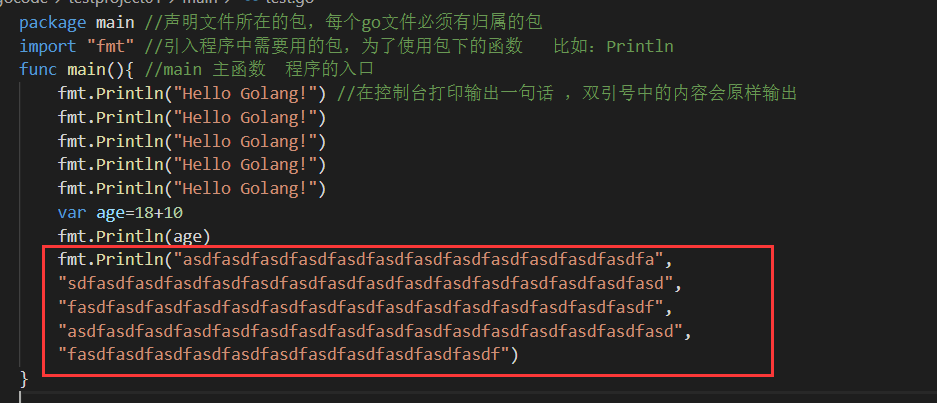 package main //声明文件所在的包，每个go文件必须有归属的包
import "fmt" //引入程序中需要用的包，为了使用包下的函数   比如：Println
func main(){ //main 主函数  程序的入口
    fmt.Println("Hello Golang!") //在控制台打印输出一句话 ，双引号中的内容会原样输出
    fmt.Println("Hello Golang!")
    fmt.Println("Hello Golang!")
    fmt.Println("Hello Golang!")
    fmt.Println("Hello Golang!")
    var age=18+10
    fmt.Println(age)
    fmt.Println("asdfasdfasdfasdfasdfasdfasdfasdfasdfasdfasdfasdfa",
    "sdfasdfasdfasdfasdfasdfasdfasdfasdfasdfasdfasdfasdfasdfasd",
    "fasdfasdfasdfasdfasdfasdfasdfasdfasdfasdfasdfasdfasdfasdf",
    "asdfasdfasdfasdfasdfasdfasdfasdfasdfasdfasdfasdfasdfasdfasd",
    "fasdfasdfasdfasdfasdfasdfasdfasdfasdfasdf")
}